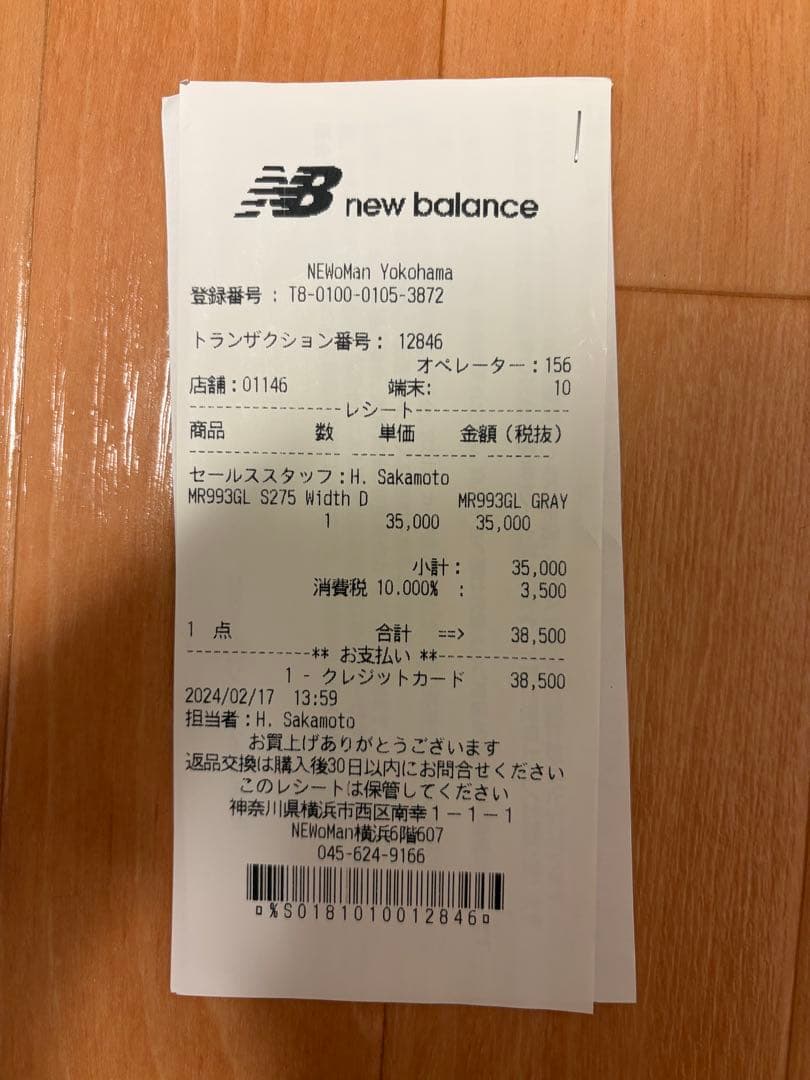 NB new balance
NEWoMan Yokohama
登録番号 : T8-0100-0105-3872
トランザクション番号: 12846
オペレーター:156
店舗:01146 端末: 10
-----------------レシート-----------------
商品 数 単価 金額(税抜)
----------------- ----- -------- -------
セールススタッフ:H. Sakamoto
MR993GL S275 Width D MR993GL GRAY
1 35,000 35,000
小計: 35,000
消費税 10.000% : 3,500
1 点 合計 ==> 38,500
--------------** お支払い **--------------
1 - クレジットカード 38,500
2024/02/17 13:59
担当者:H. Sakamoto
お買上げありがとうございます
返品交換は購入後30日以内にお問合せください
このレシートは保管してください
神奈川県横浜市西区南幸1-1-1
NEWoMan横浜6階607
045-624-9166
¤%S0181010012846¤